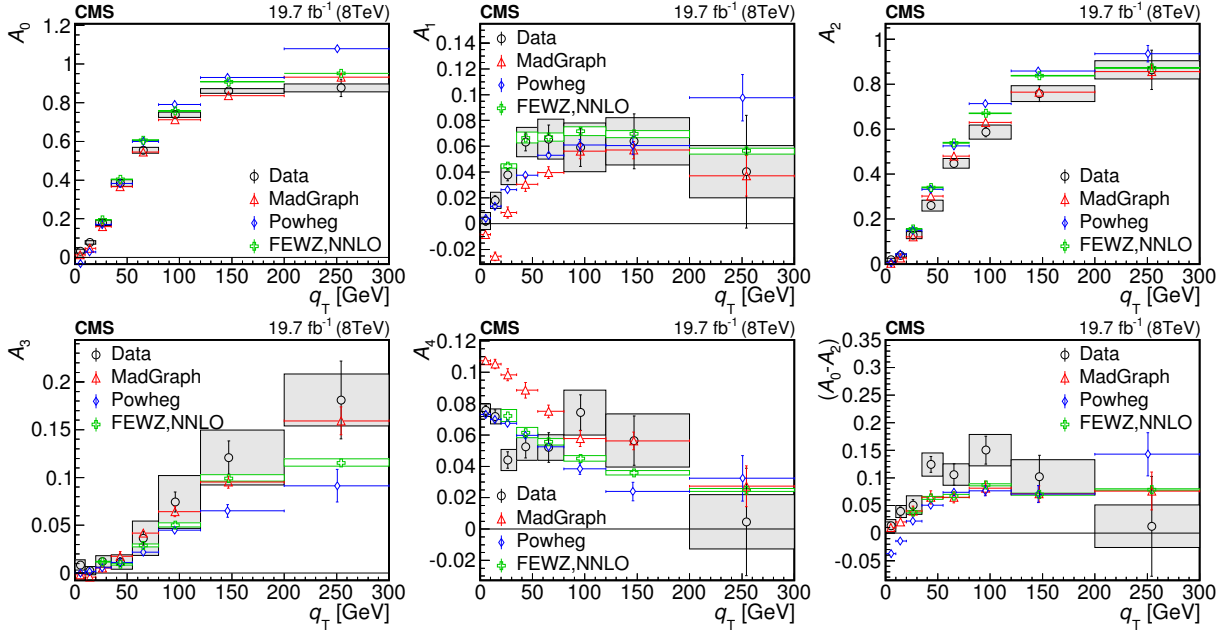 CMS 19.7 fb⁻¹ (8TeV)
A₀
1.2
1
0.8
0.6
0.4
0.2
0
Data
MadGraph
Powheg
FEWZ,NNLO
0 50 100 150 200 250 300
q_T [GeV]
CMS 19.7 fb⁻¹ (8TeV)
A₁
0.14
0.12
0.1
0.08
0.06
0.04
0.02
0
-0.02
Data
MadGraph
Powheg
FEWZ,NNLO
0 50 100 150 200 250 300
q_T [GeV]
CMS 19.7 fb⁻¹ (8TeV)
A₂
1
0.8
0.6
0.4
0.2
0
Data
MadGraph
Powheg
FEWZ,NNLO
0 50 100 150 200 250 300
q_T [GeV]
CMS 19.7 fb⁻¹ (8TeV)
A₃
0.2
0.15
0.1
0.05
0
Data
MadGraph
Powheg
FEWZ,NNLO
0 50 100 150 200 250 300
q_T [GeV]
CMS 19.7 fb⁻¹ (8TeV)
A₄
0.12
0.1
0.08
0.06
0.04
0.02
0
-0.02
Data
MadGraph
Powheg
FEWZ,NNLO
0 50 100 150 200 250 300
q_T [GeV]
CMS 19.7 fb⁻¹ (8TeV)
(A₀-A₂)
0.35
0.3
0.25
0.2
0.15
0.1
0.05
0
-0.05
Data
MadGraph
Powheg
FEWZ,NNLO
0 50 100 150 200 250 300
q_T [GeV]